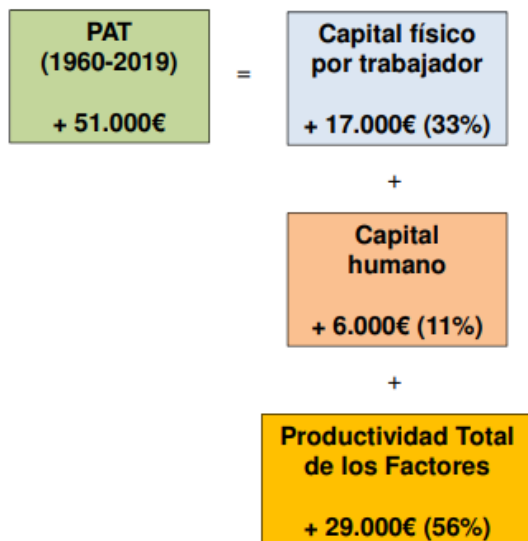 PAT
(1960-2019)
+ 51.000€
=
Capital físico
por trabajador
+ 17.000€ (33%)
+
Capital
humano
+ 6.000€ (11%)
+
Productividad Total
de los Factores
+ 29.000€ (56%)